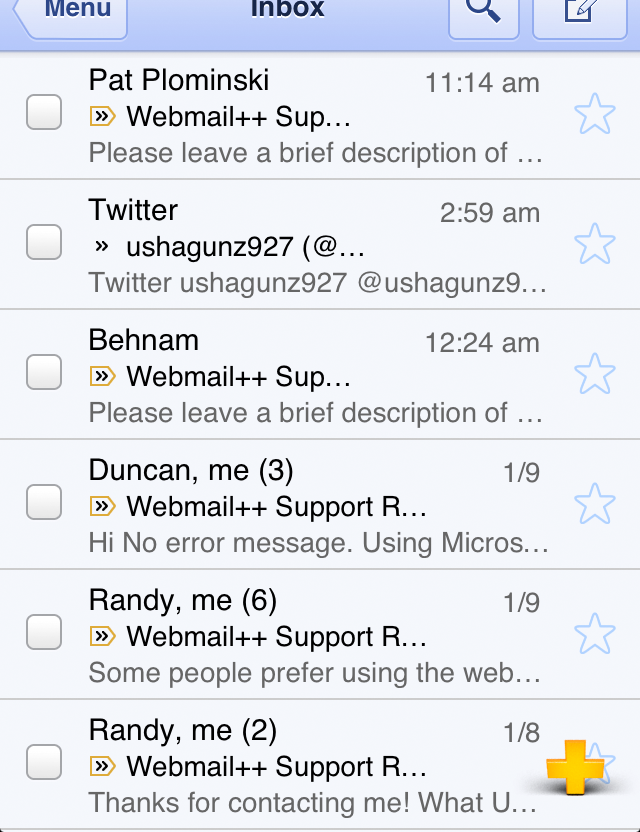 Menu
Inbox
Pat Plominski
11:14 am
» Webmail++ Sup…
Please leave a brief description of …
Twitter
2:59 am
» ushagunz927 (@…
Twitter ushagunz927 @ushagunz9…
Behnam
12:24 am
» Webmail++ Sup…
Please leave a brief description of …
Duncan, me (3)
1/9
» Webmail++ Support R…
Hi No error message. Using Micros…
Randy, me (6)
1/9
» Webmail++ Support R…
Some people prefer using the web…
Randy, me (2)
1/8
» Webmail++ Support R…
Thanks for contacting me! What U…